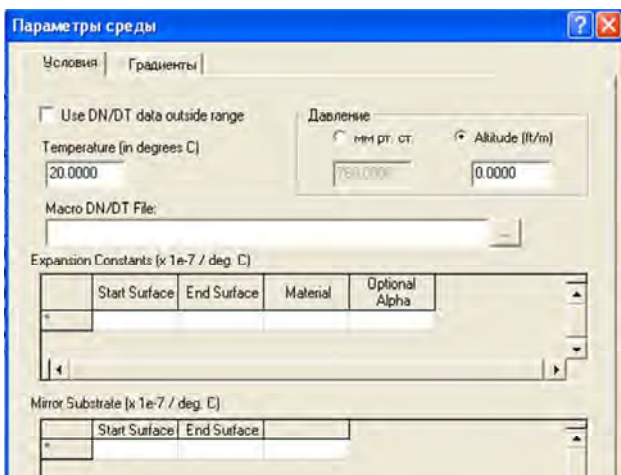 Параметры среды
Условия Градиенты
Use DN/DT data outside range
Давление
мм рт. ст. Altitude (ft/m)
Temperature (in degrees C)
20.0000 760.0000 0.0000
Macro DN/DT File:
...
Expansion Constants (x 1e-7 / deg. C)
Start Surface End Surface Material Optional Alpha
*
Mirror Substrate (x 1e-7 / deg. C)
Start Surface End Surface
*